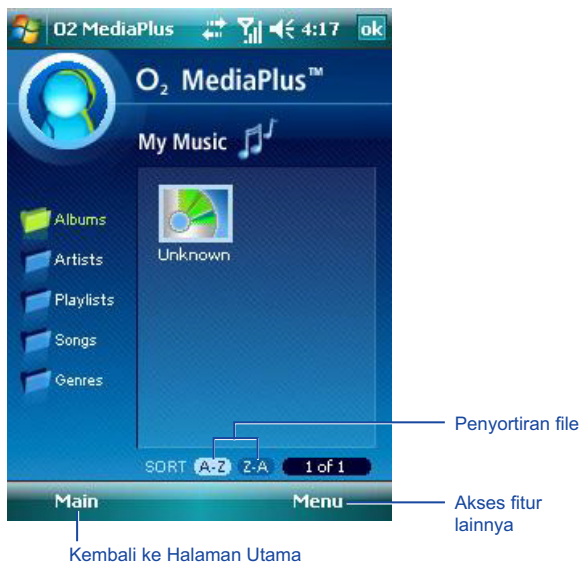 O2 MediaPlus 4:17 ok
O₂ MediaPlus™
My Music
Albums
Artists
Playlists
Songs
Genres
Unknown
SORT A-Z Z-A 1 of 1
Main Menu
Penyortiran file
Akses fitur
lainnya
Kembali ke Halaman Utama